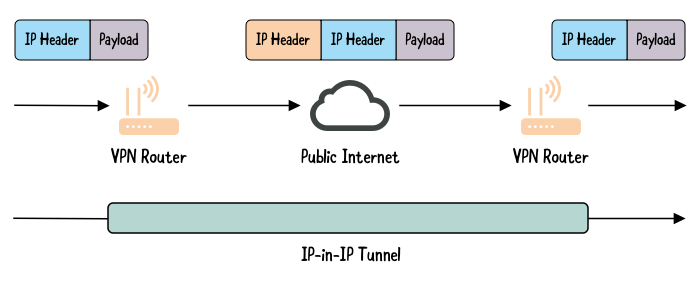 IP Header Payload
IP Header IP Header Payload
IP Header Payload
VPN Router
Public Internet
VPN Router
IP-in-IP Tunnel